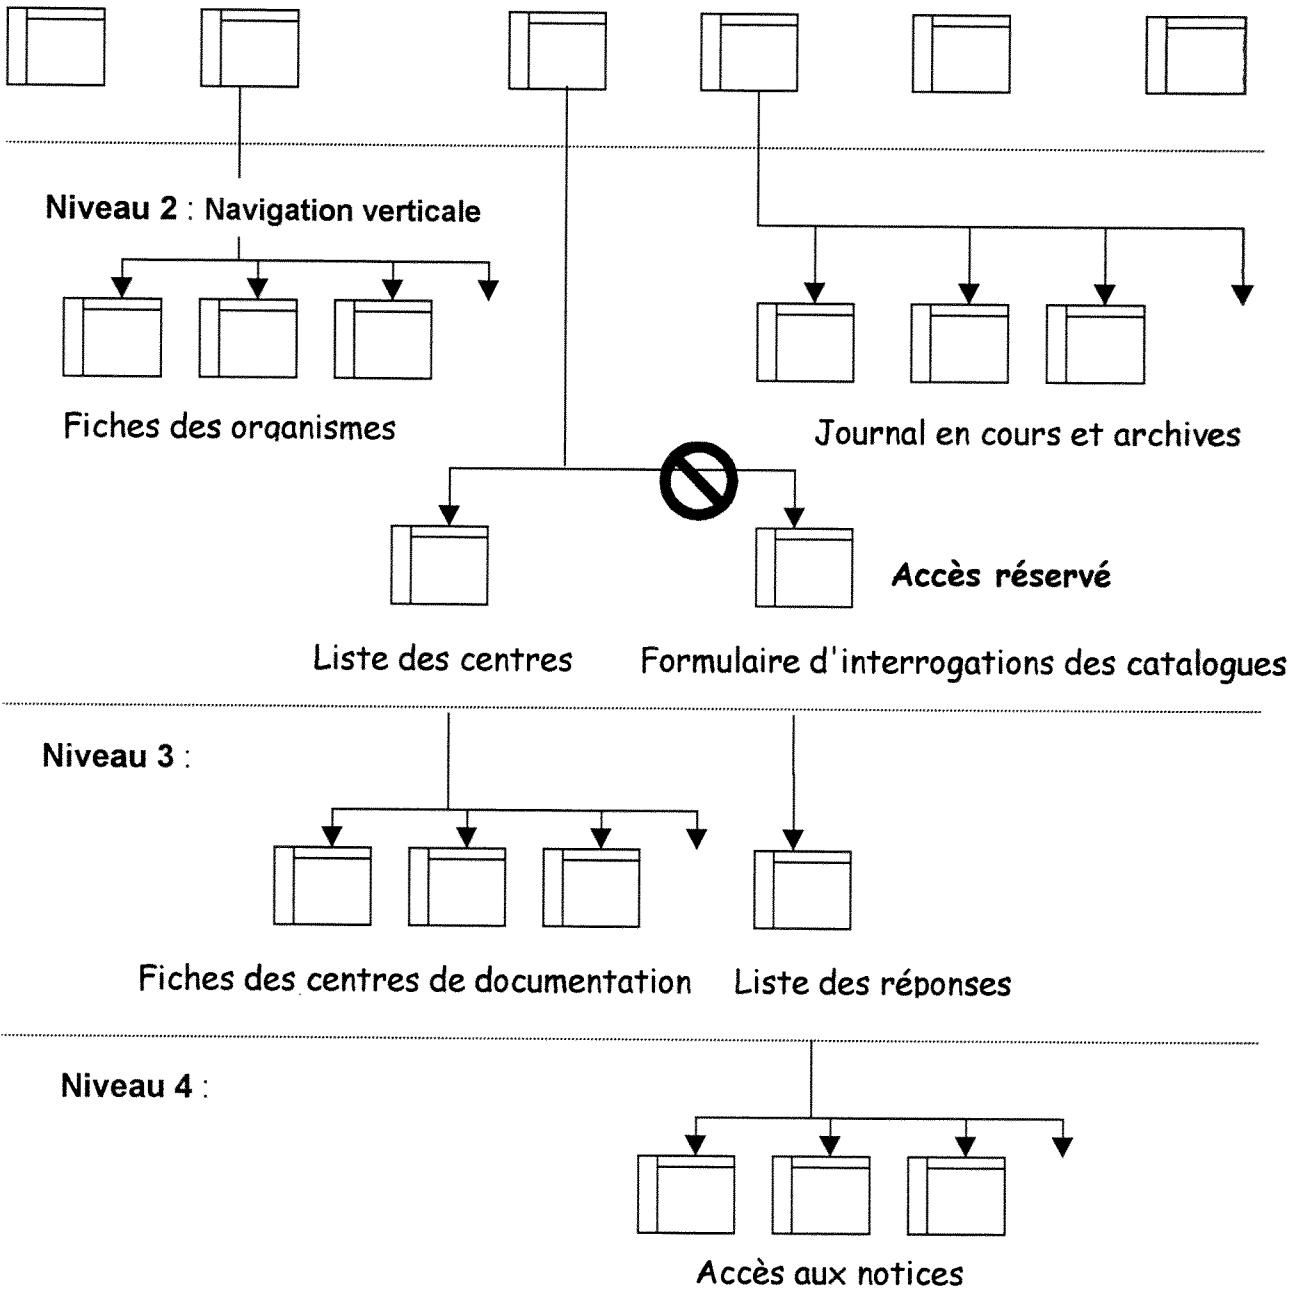 Niveau 2 : Navigation verticale
Fiches des organismes
Journal en cours et archives
Accès réservé
Liste des centres
Formulaire d'interrogations des catalogues
Niveau 3 :
Fiches des centres de documentation
Liste des réponses
Niveau 4 :
Accès aux notices